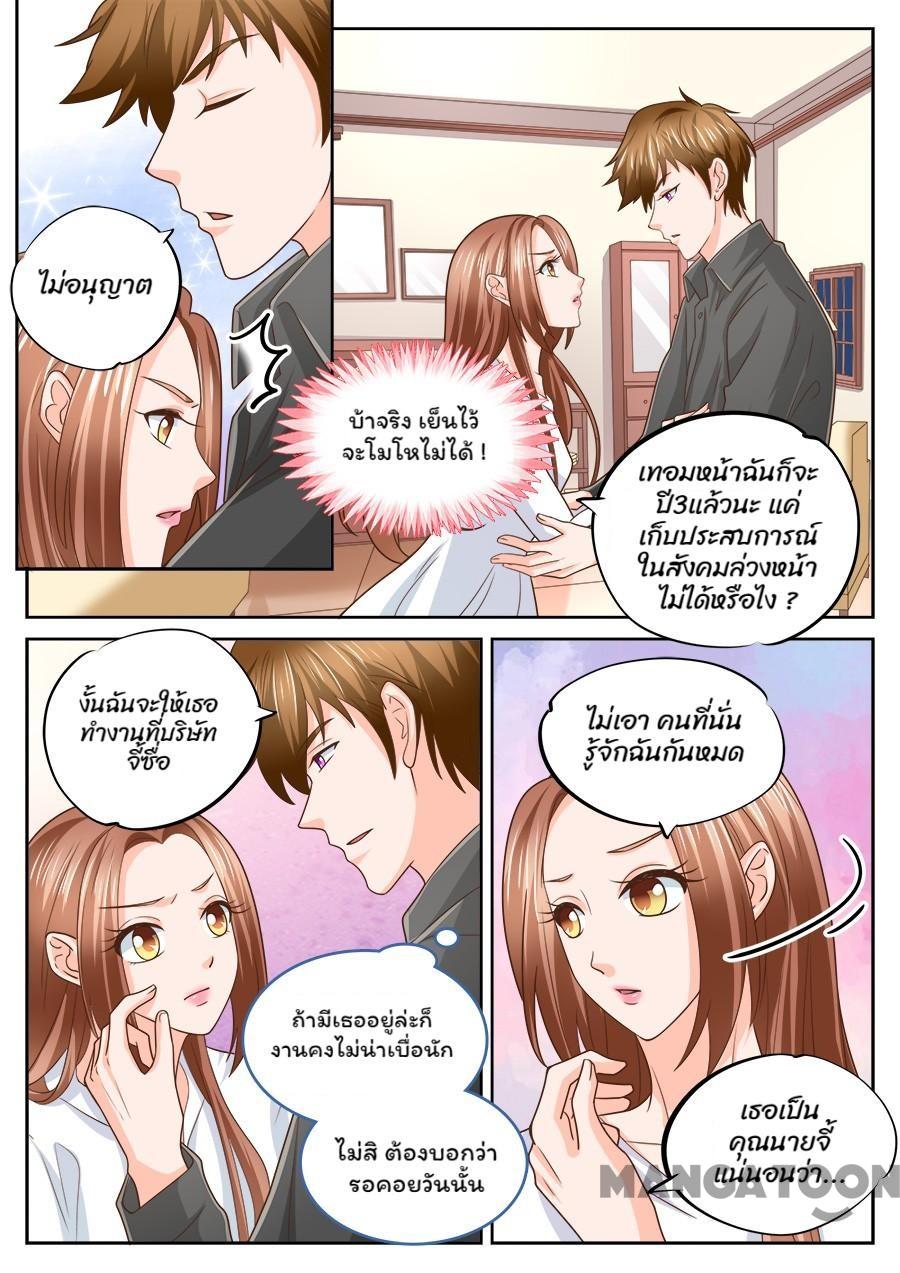 ไม่อนุญาต
บ้าจริง เย็นไว้
จะโมโหไม่ได้ !
เทอมหน้าฉันก็จะ
ปี3แล้วนะ แค่
เก็บประสบการณ์
ในสังคมล่วงหน้า
ไม่ได้หรือไง ?
งั้นฉันจะให้เธอ
ทำงานที่บริษัท
จี้ซื่อ
ถ้ามีเธออยู่ล่ะก็
งานคงไม่น่าเบื่อนัก
ไม่สิ ต้องบอกว่า
รอคอยวันนั้น
ไม่เอา คนที่นั่น
รู้จักฉันกันหมด
เธอเป็น
คุณนายจี้
แน่นอนว่า...
MANGATOON